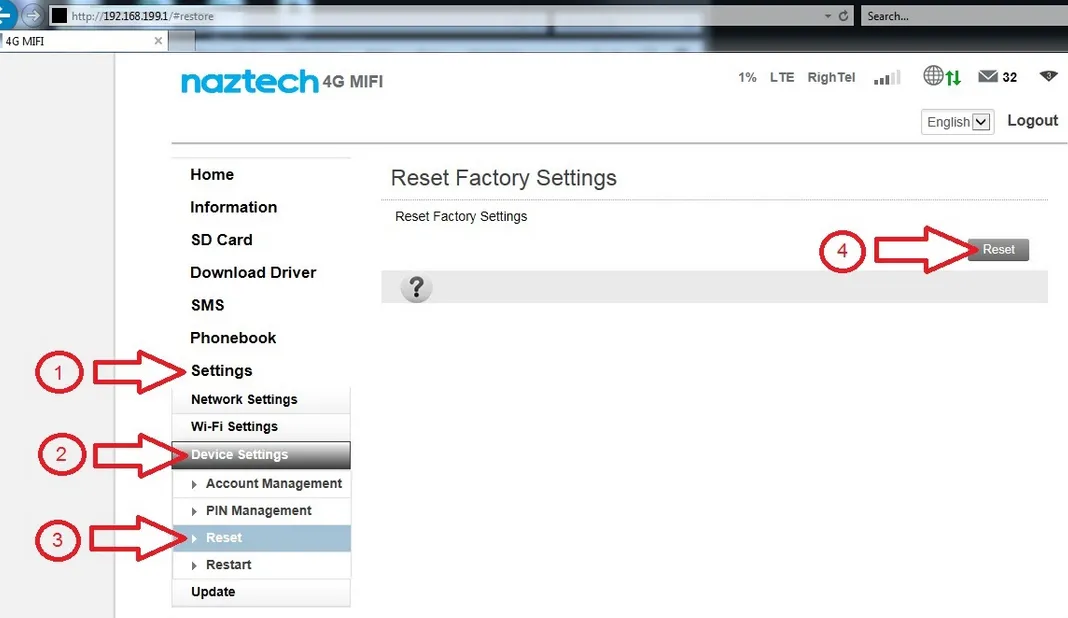 http://192.168.199.1/#restore
Search...
4G MIFI
naztech 4G MIFI
1% LTE RighTel 32
English
Logout
Home
Information
SD Card
Download Driver
SMS
Phonebook
1
Settings
Network Settings
Wi-Fi Settings
2
Device Settings
Account Management
PIN Management
3
Reset
Restart
Update
Reset Factory Settings
Reset Factory Settings
4
Reset
?